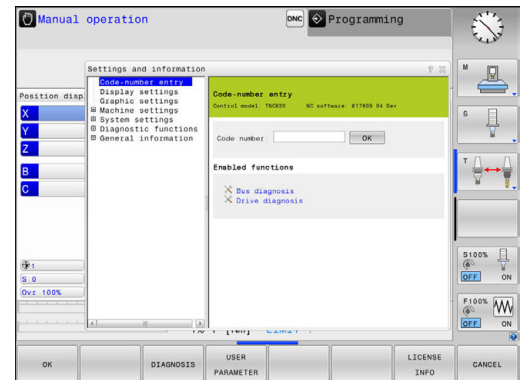 Manual operation
DNC
Programming
Settings and information
Code-number entry
Display settings
Graphic settings
Machine settings
System settings
Diagnostic functions
General information
Code-number entry
Control model: TNC620 NC software: 817605 04 Dev
Code number:
OK
Enabled functions
Bus diagnosis
Drive diagnosis
Position disp
X
Y
Z
B
C
1
S 0
Ovr 100%
M
S
T
S100%
OFF ON
F100%
OFF ON
OK
DIAGNOSIS
USER
PARAMETER
LICENSE
INFO
CANCEL